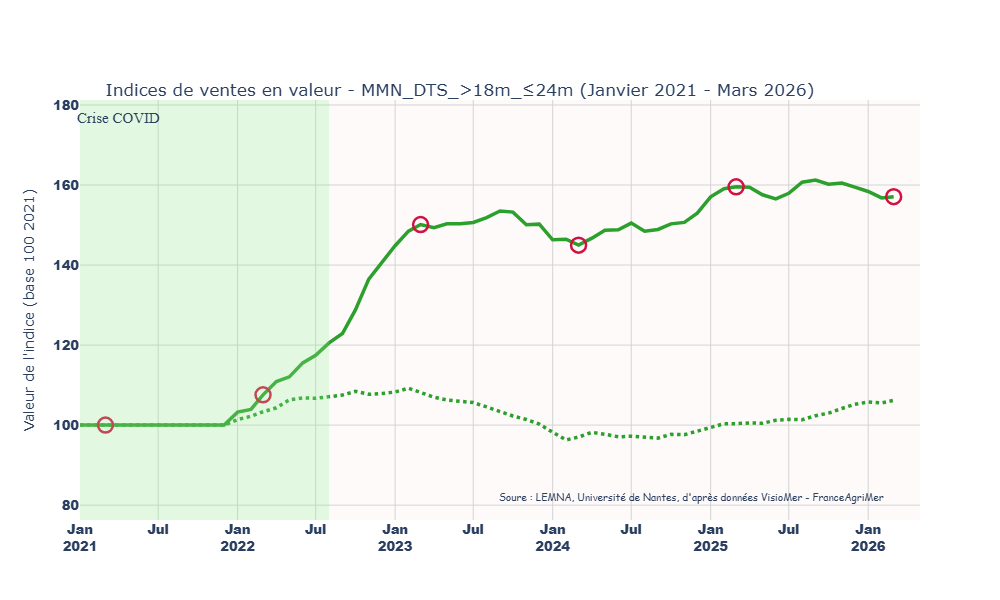 Indices de ventes en valeur - MMN_DTS_>18m_≤24m (Janvier 2021 - Mars 2026)
Crise COVID
Valeur de l'indice (base 100 2021)
180
160
140
120
100
80
Soure : LEMNA, Université de Nantes, d'après données VisioMer - FranceAgriMer
Jan Jul Jan Jul Jan Jul Jan Jul Jan Jul Jan
2021 2022 2023 2024 2025 2026